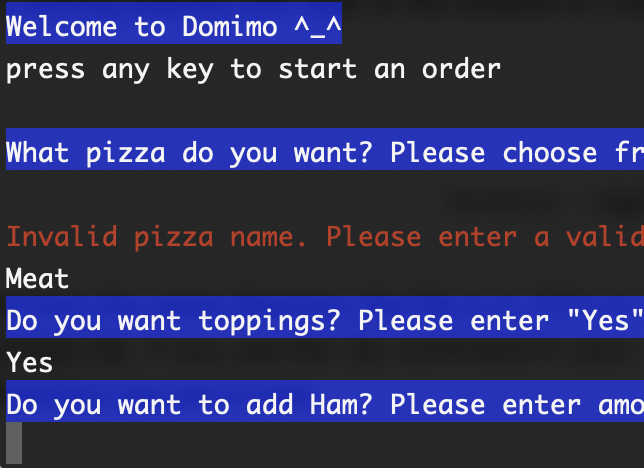 Welcome to Domimo ^_^
press any key to start an order
What pizza do you want? Please choose fr
Invalid pizza name. Please enter a valid
Meat
Do you want toppings? Please enter "Yes"
Yes
Do you want to add Ham? Please enter amo